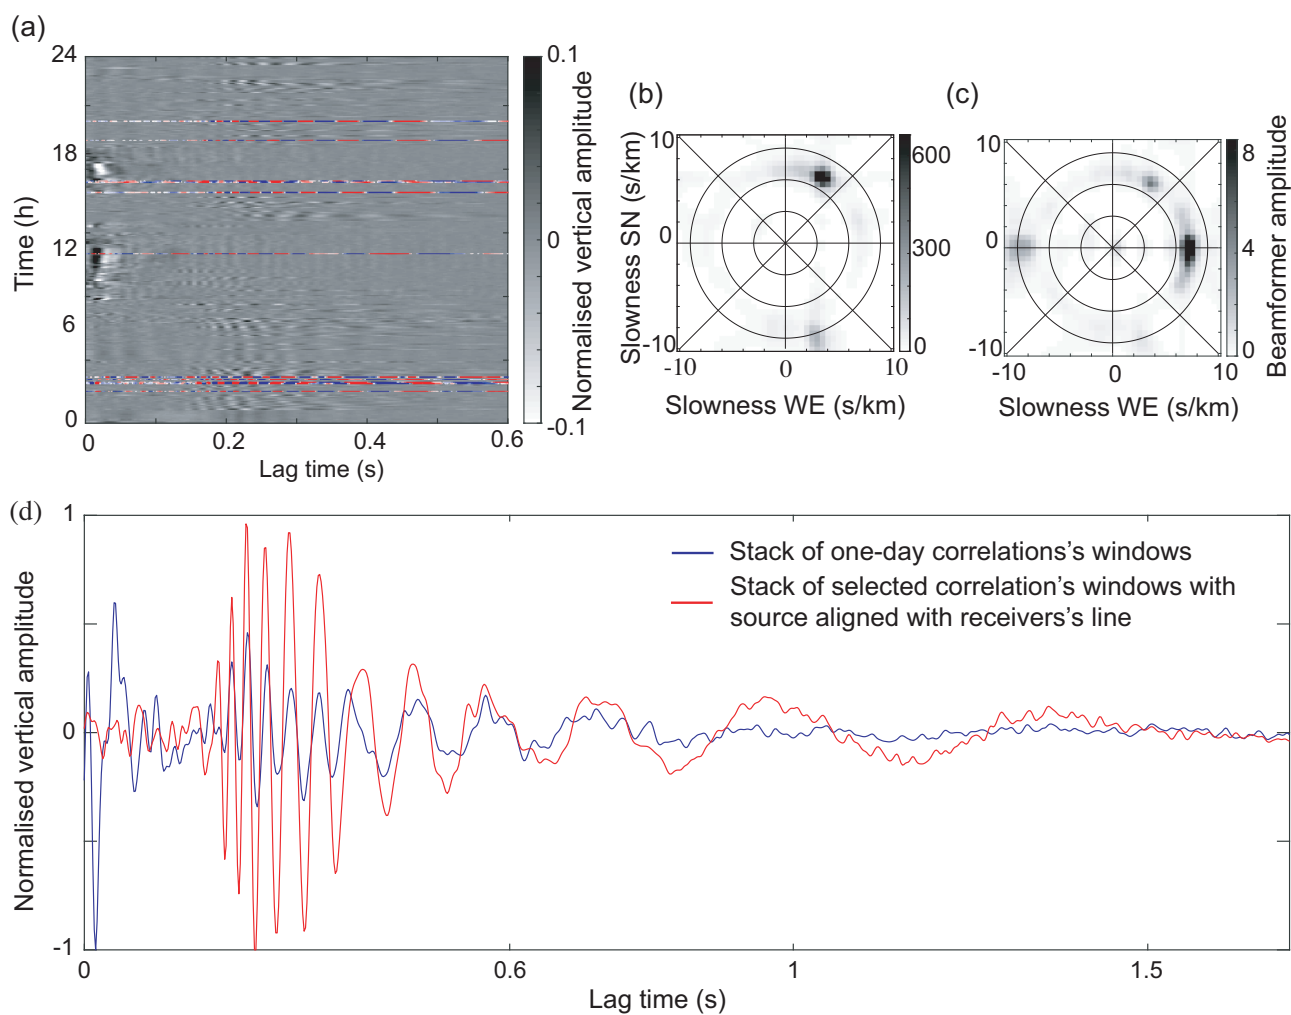 (a)
24
18
12
6
0
Time (h)
0
0.2
0.4
0.6
Lag time (s)
0.1
0
-0.1
Normalised vertical amplitude
(b)
10
0
-10
Slowness SN (s/km)
-10
0
10
Slowness WE (s/km)
600
300
0
(c)
10
0
-10
-10
0
10
Slowness WE (s/km)
8
4
0
Beamformer amplitude
(d)
1
0
-1
Normalised vertical amplitude
Stack of one-day correlations's windows
Stack of selected correlation's windows with
source aligned with receivers's line
0
0.6
1
1.5
Lag time (s)